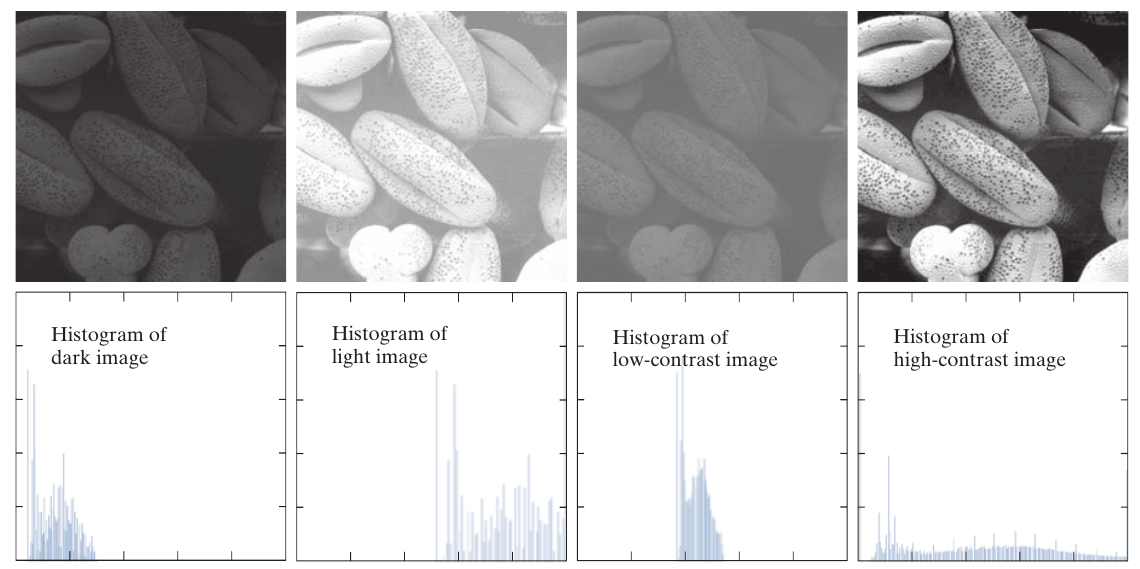 Histogram of
dark image
Histogram of
light image
Histogram of
low-contrast image
Histogram of
high-contrast image